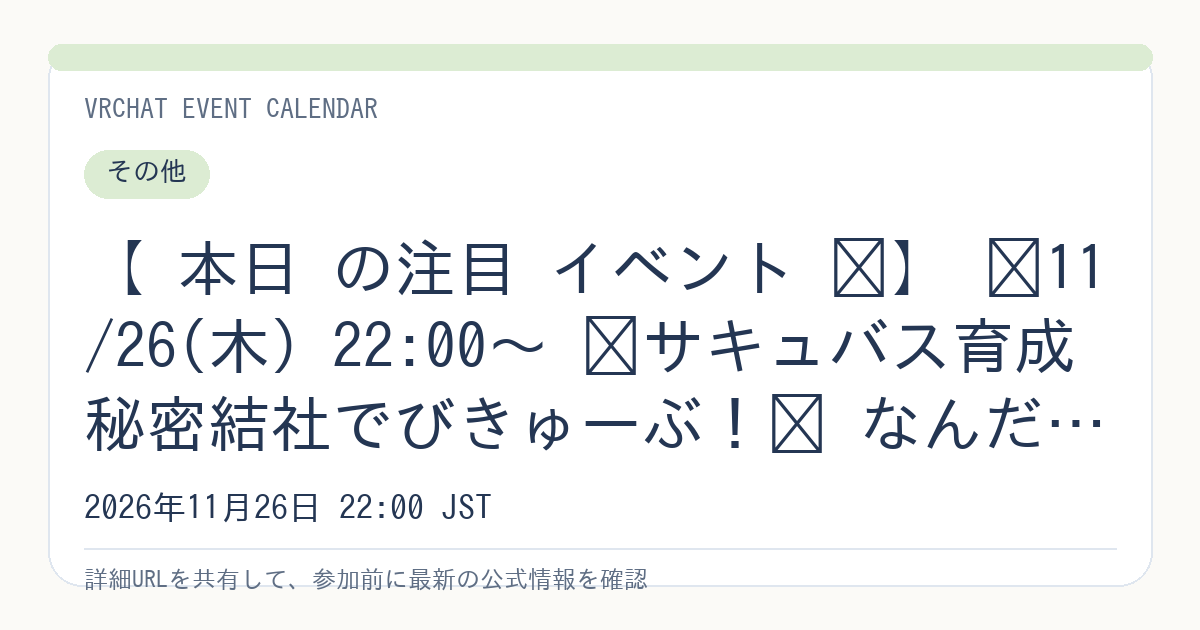 VRCHAT EVENT CALENDAR
その他
【 本日 の注目 イベント 】 11
/26(木) 22:00〜 サキュバス育成
秘密結社でびきゅーぶ！ なんだ…
2026年11月26日 22:00 JST
詳細URLを共有して、参加前に最新の公式情報を確認